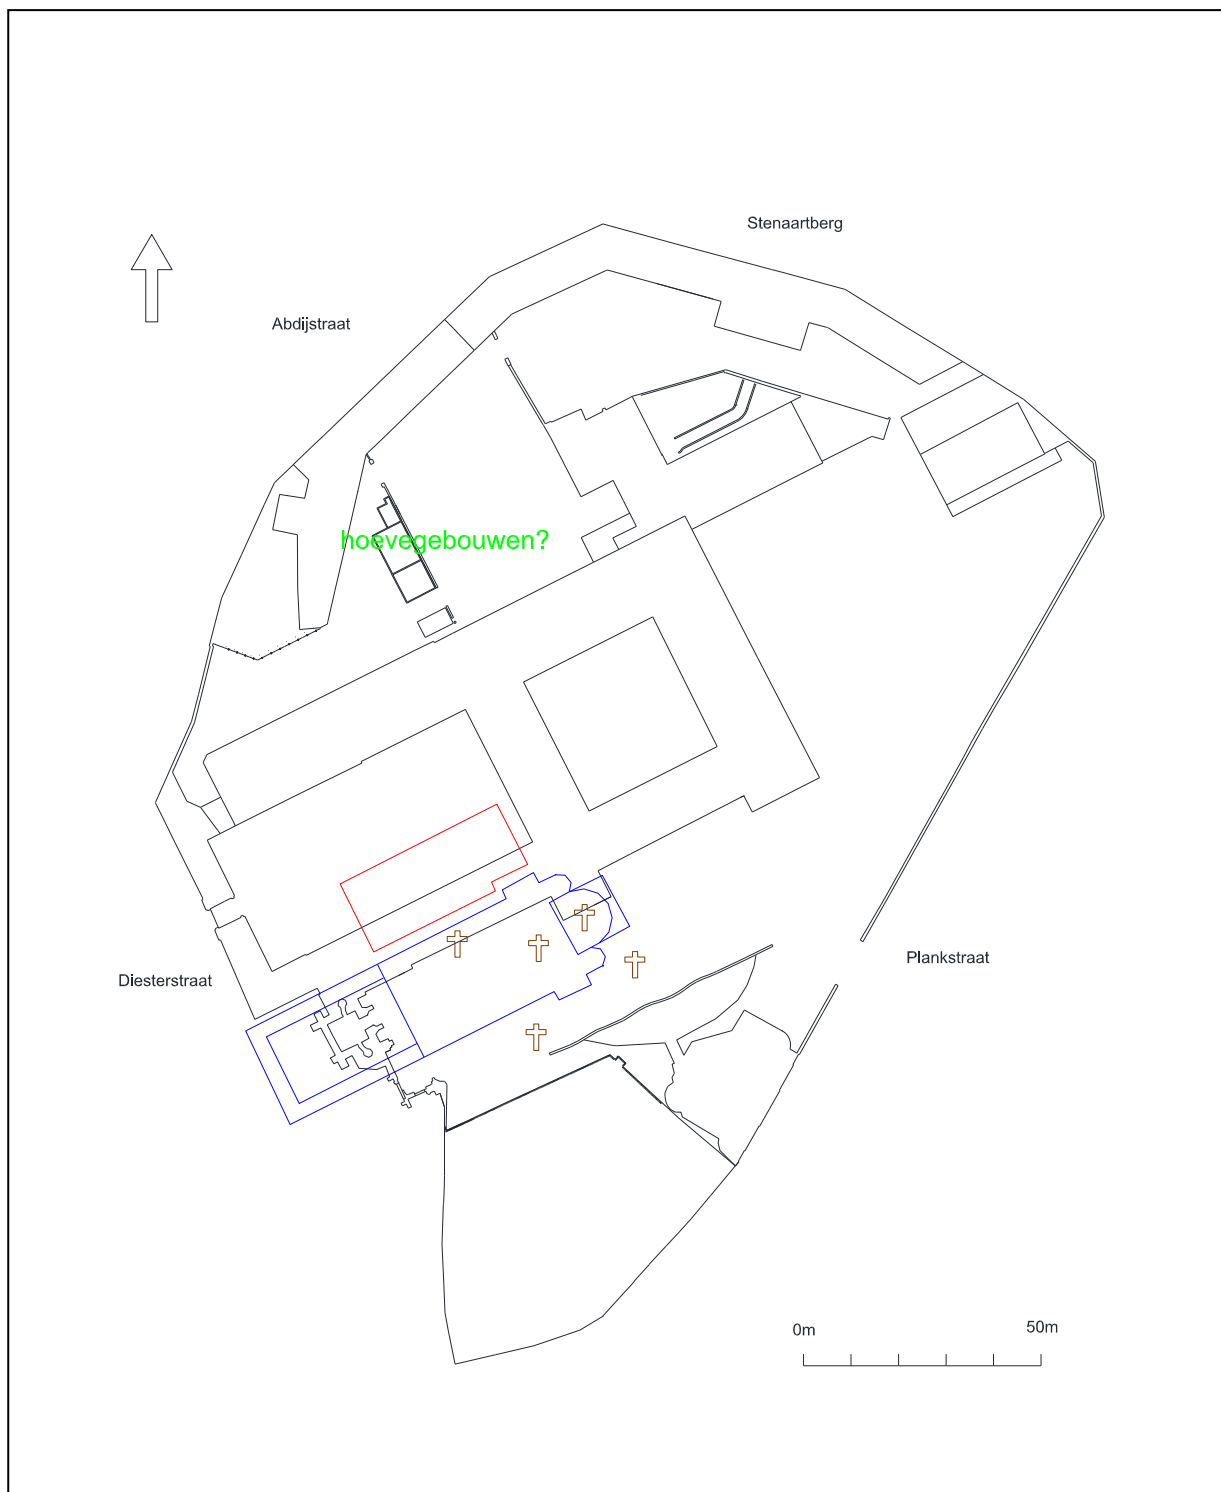 Stenaartberg
Abdijstraat
hoevegebouwen?
Plankstraat
Diesterstraat
0m
50m